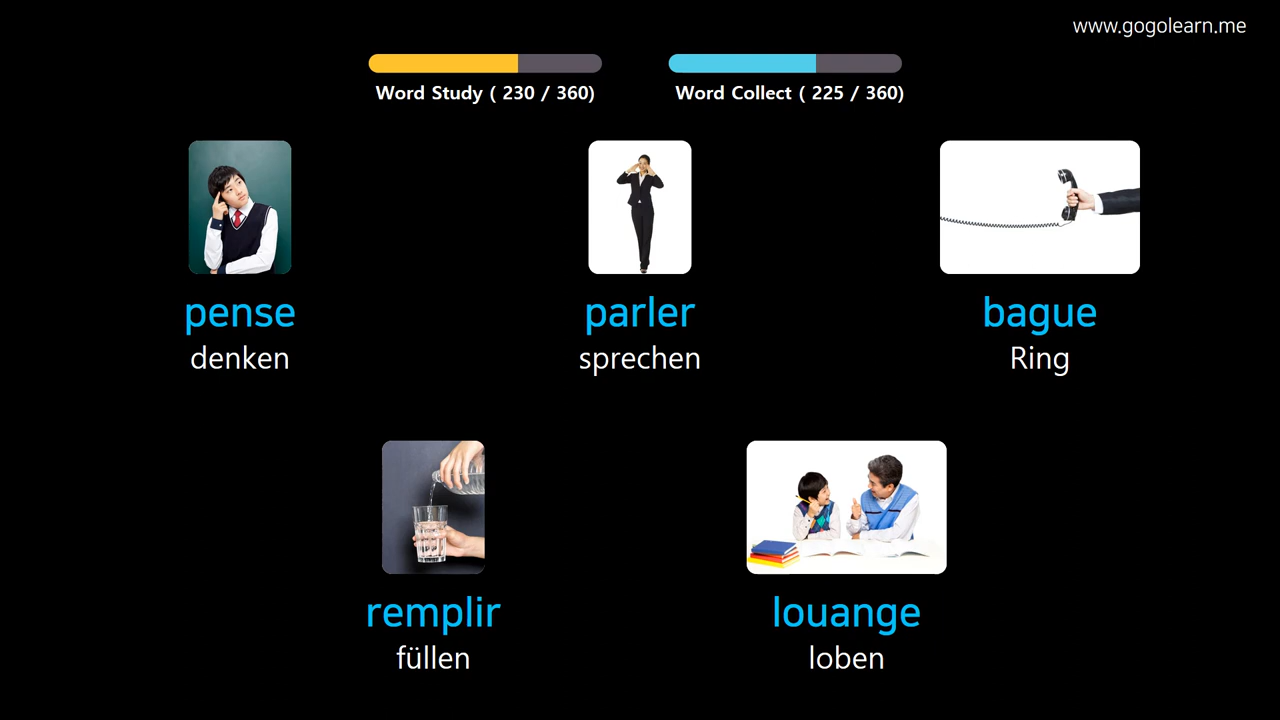 www.gogolearn.me
Word Study ( 230 / 360)
Word Collect ( 225 / 360)
pense
denken
parler
sprechen
bague
Ring
remplir
füllen
louange
loben